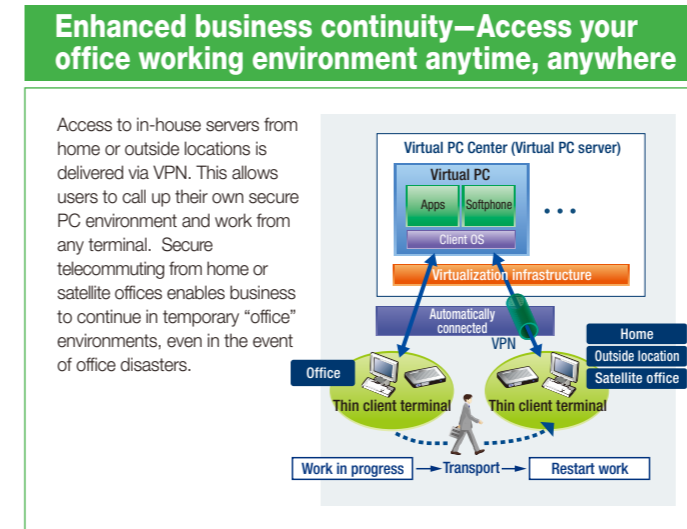 Enhanced business continuity—Access your
office working environment anytime, anywhere
Access to in-house servers from
home or outside locations is
delivered via VPN. This allows
users to call up their own secure
PC environment and work from
any terminal.  Secure
telecommuting from home or
satellite offices enables business
to continue in temporary “office”
environments, even in the event
of office disasters.
Virtual PC Center (Virtual PC server)
Virtual PC
Apps
Softphone
• • •
Client OS
Virtualization infrastructure
Automatically
connected
VPN
Home
Outside location
Satellite office
Office
Thin client terminal
Thin client terminal
Work in progress
Transport
Restart work